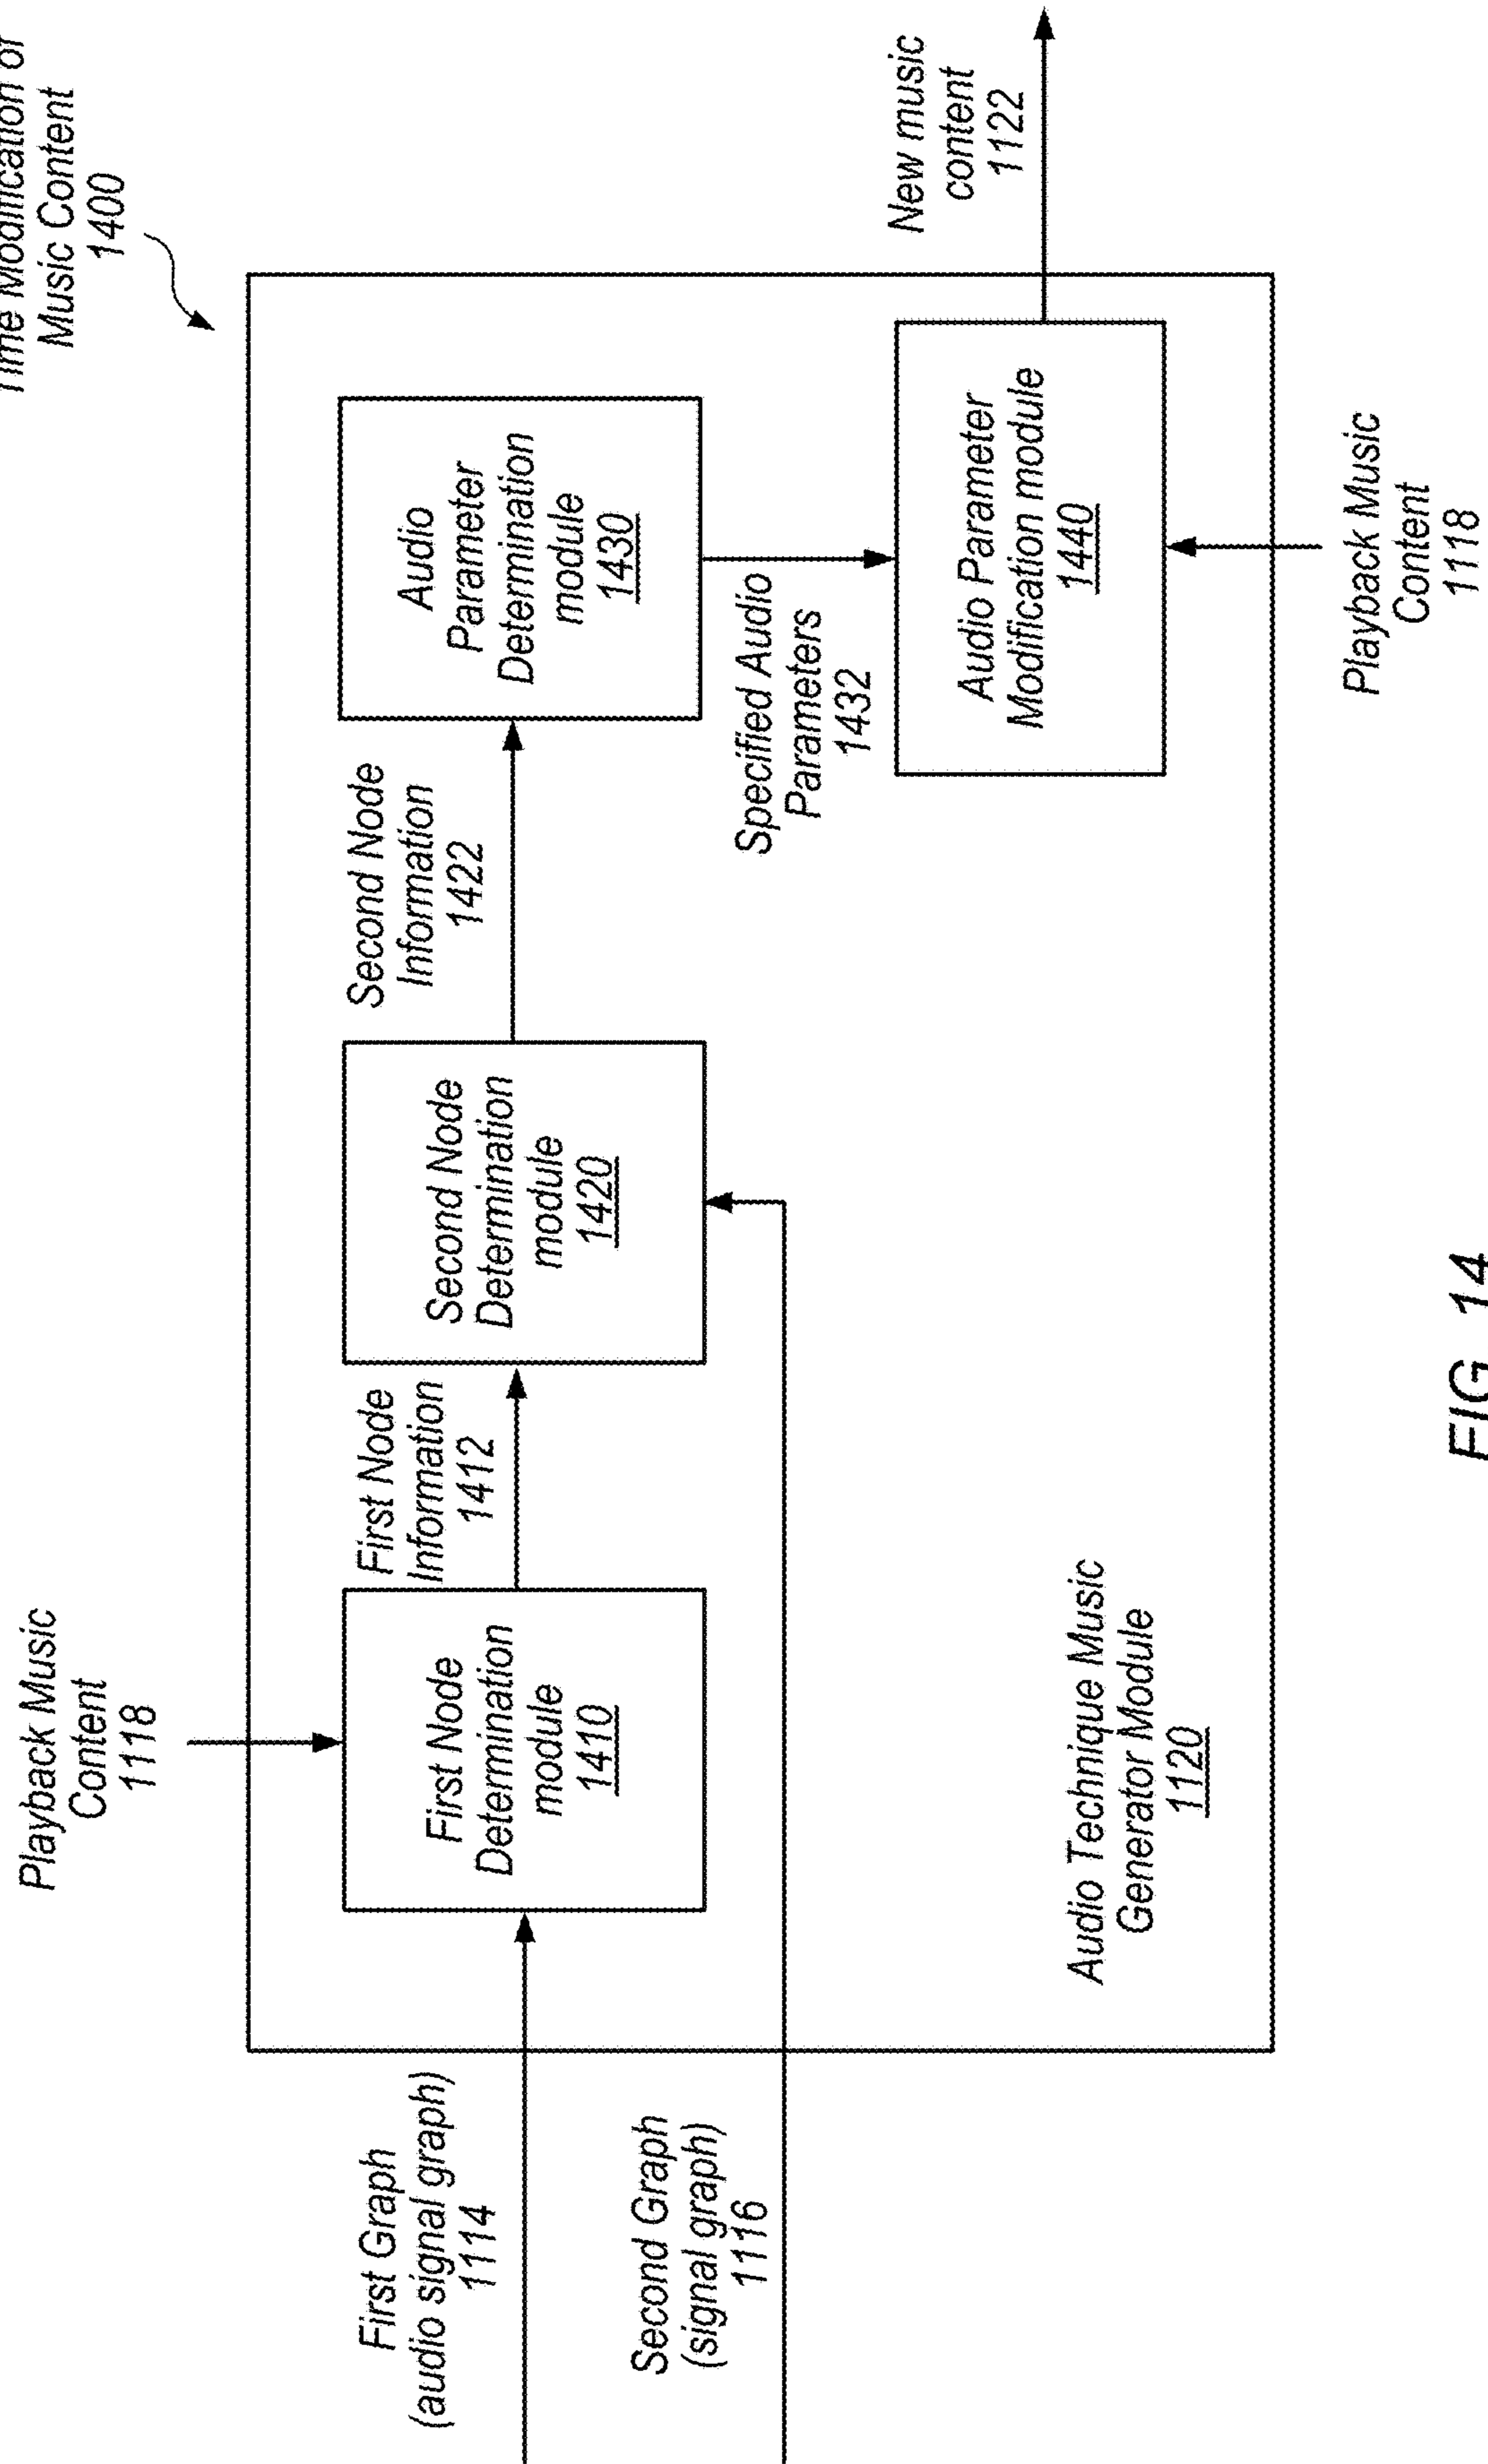 Time Modification of
Music Content
1400
Playback Music
Content
1118
First Graph
(audio signal graph)
1114
First Node
Determination
module
1410
First Node
Information
1412
Second Node
Determination
module
1420
Second Node
Information
1422
Audio
Parameter
Determination
module
1430
Second Graph
(signal graph)
1116
Specified Audio
Parameters
1432
New music
content
1122
Audio Parameter
Modification module
1440
Audio Technique Music
Generator Module
1120
Playback Music
Content
1118
FIG. 14